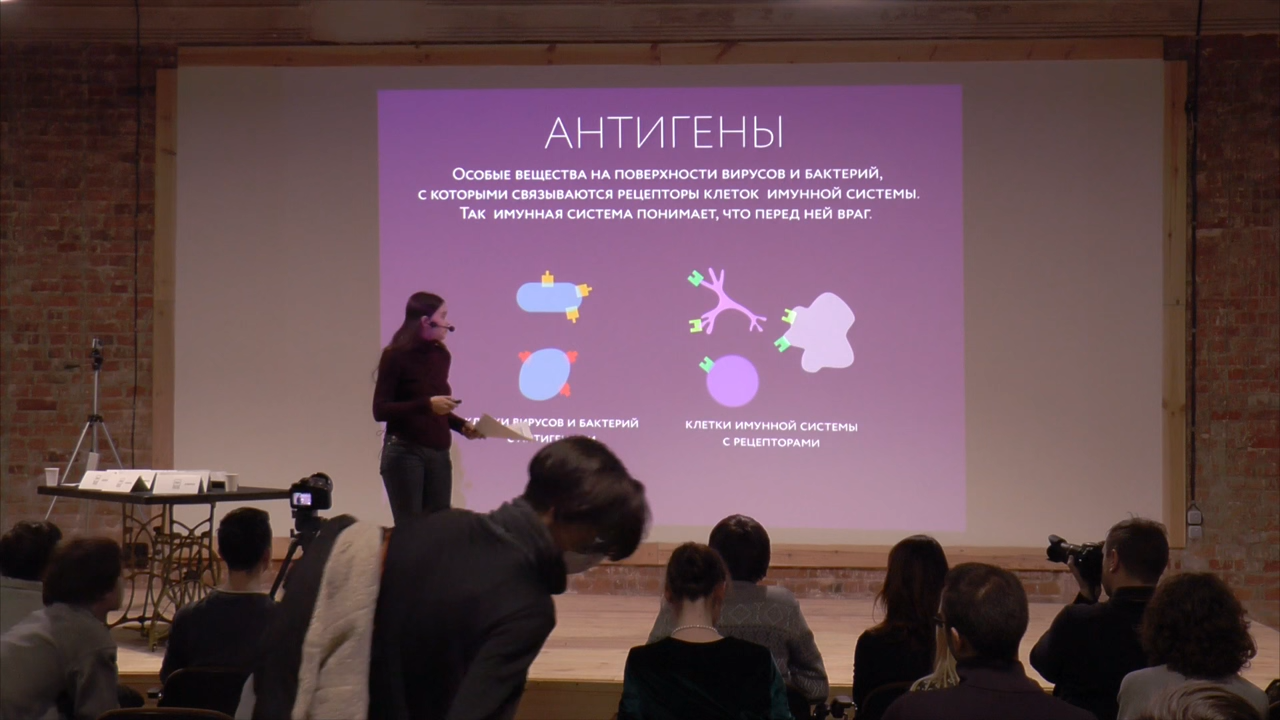 АНТИГЕНЫ
Особые вещества на поверхности вирусов и бактерий,
с которыми связываются рецепторы клеток имунной системы.
Так имунная система понимает, что перед ней враг.
вирусов и бактерий
клетки имунной системы
с рецепторами